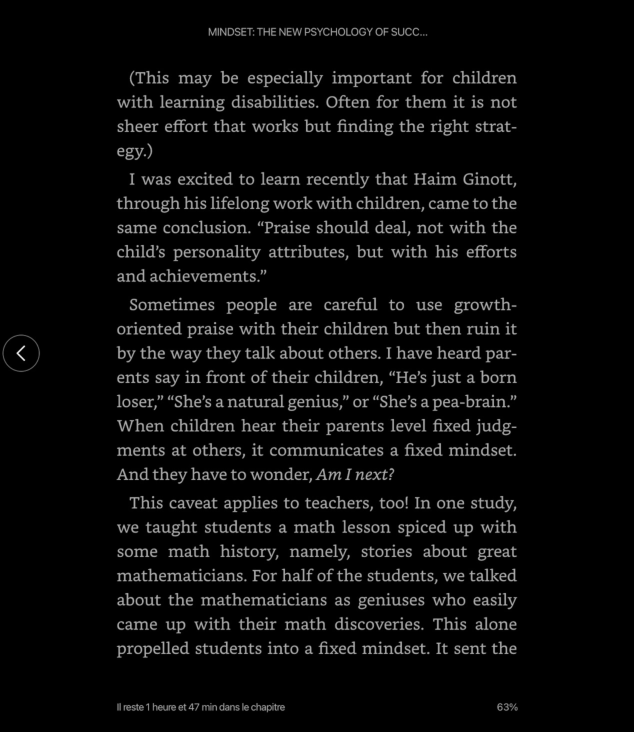 MINDSET: THE NEW PSYCHOLOGY OF SUCC...
(This may be especially important for children
with learning disabilities. Often for them it is not
sheer effort that works but finding the right strat-
egy.)
I was excited to learn recently that Haim Ginott,
through his lifelong work with children, came to the
same conclusion. “Praise should deal, not with the
child’s personality attributes, but with his efforts
and achievements.”
Sometimes people are careful to use growth-
oriented praise with their children but then ruin it
by the way they talk about others. I have heard par-
ents say in front of their children, “He’s just a born
loser,” “She’s a natural genius,” or “She’s a pea-brain.”
When children hear their parents level fixed judg-
ments at others, it communicates a fixed mindset.
And they have to wonder, Am I next?
This caveat applies to teachers, too! In one study,
we taught students a math lesson spiced up with
some math history, namely, stories about great
mathematicians. For half of the students, we talked
about the mathematicians as geniuses who easily
came up with their math discoveries. This alone
propelled students into a fixed mindset. It sent the
Il reste 1 heure et 47 min dans le chapitre
63%